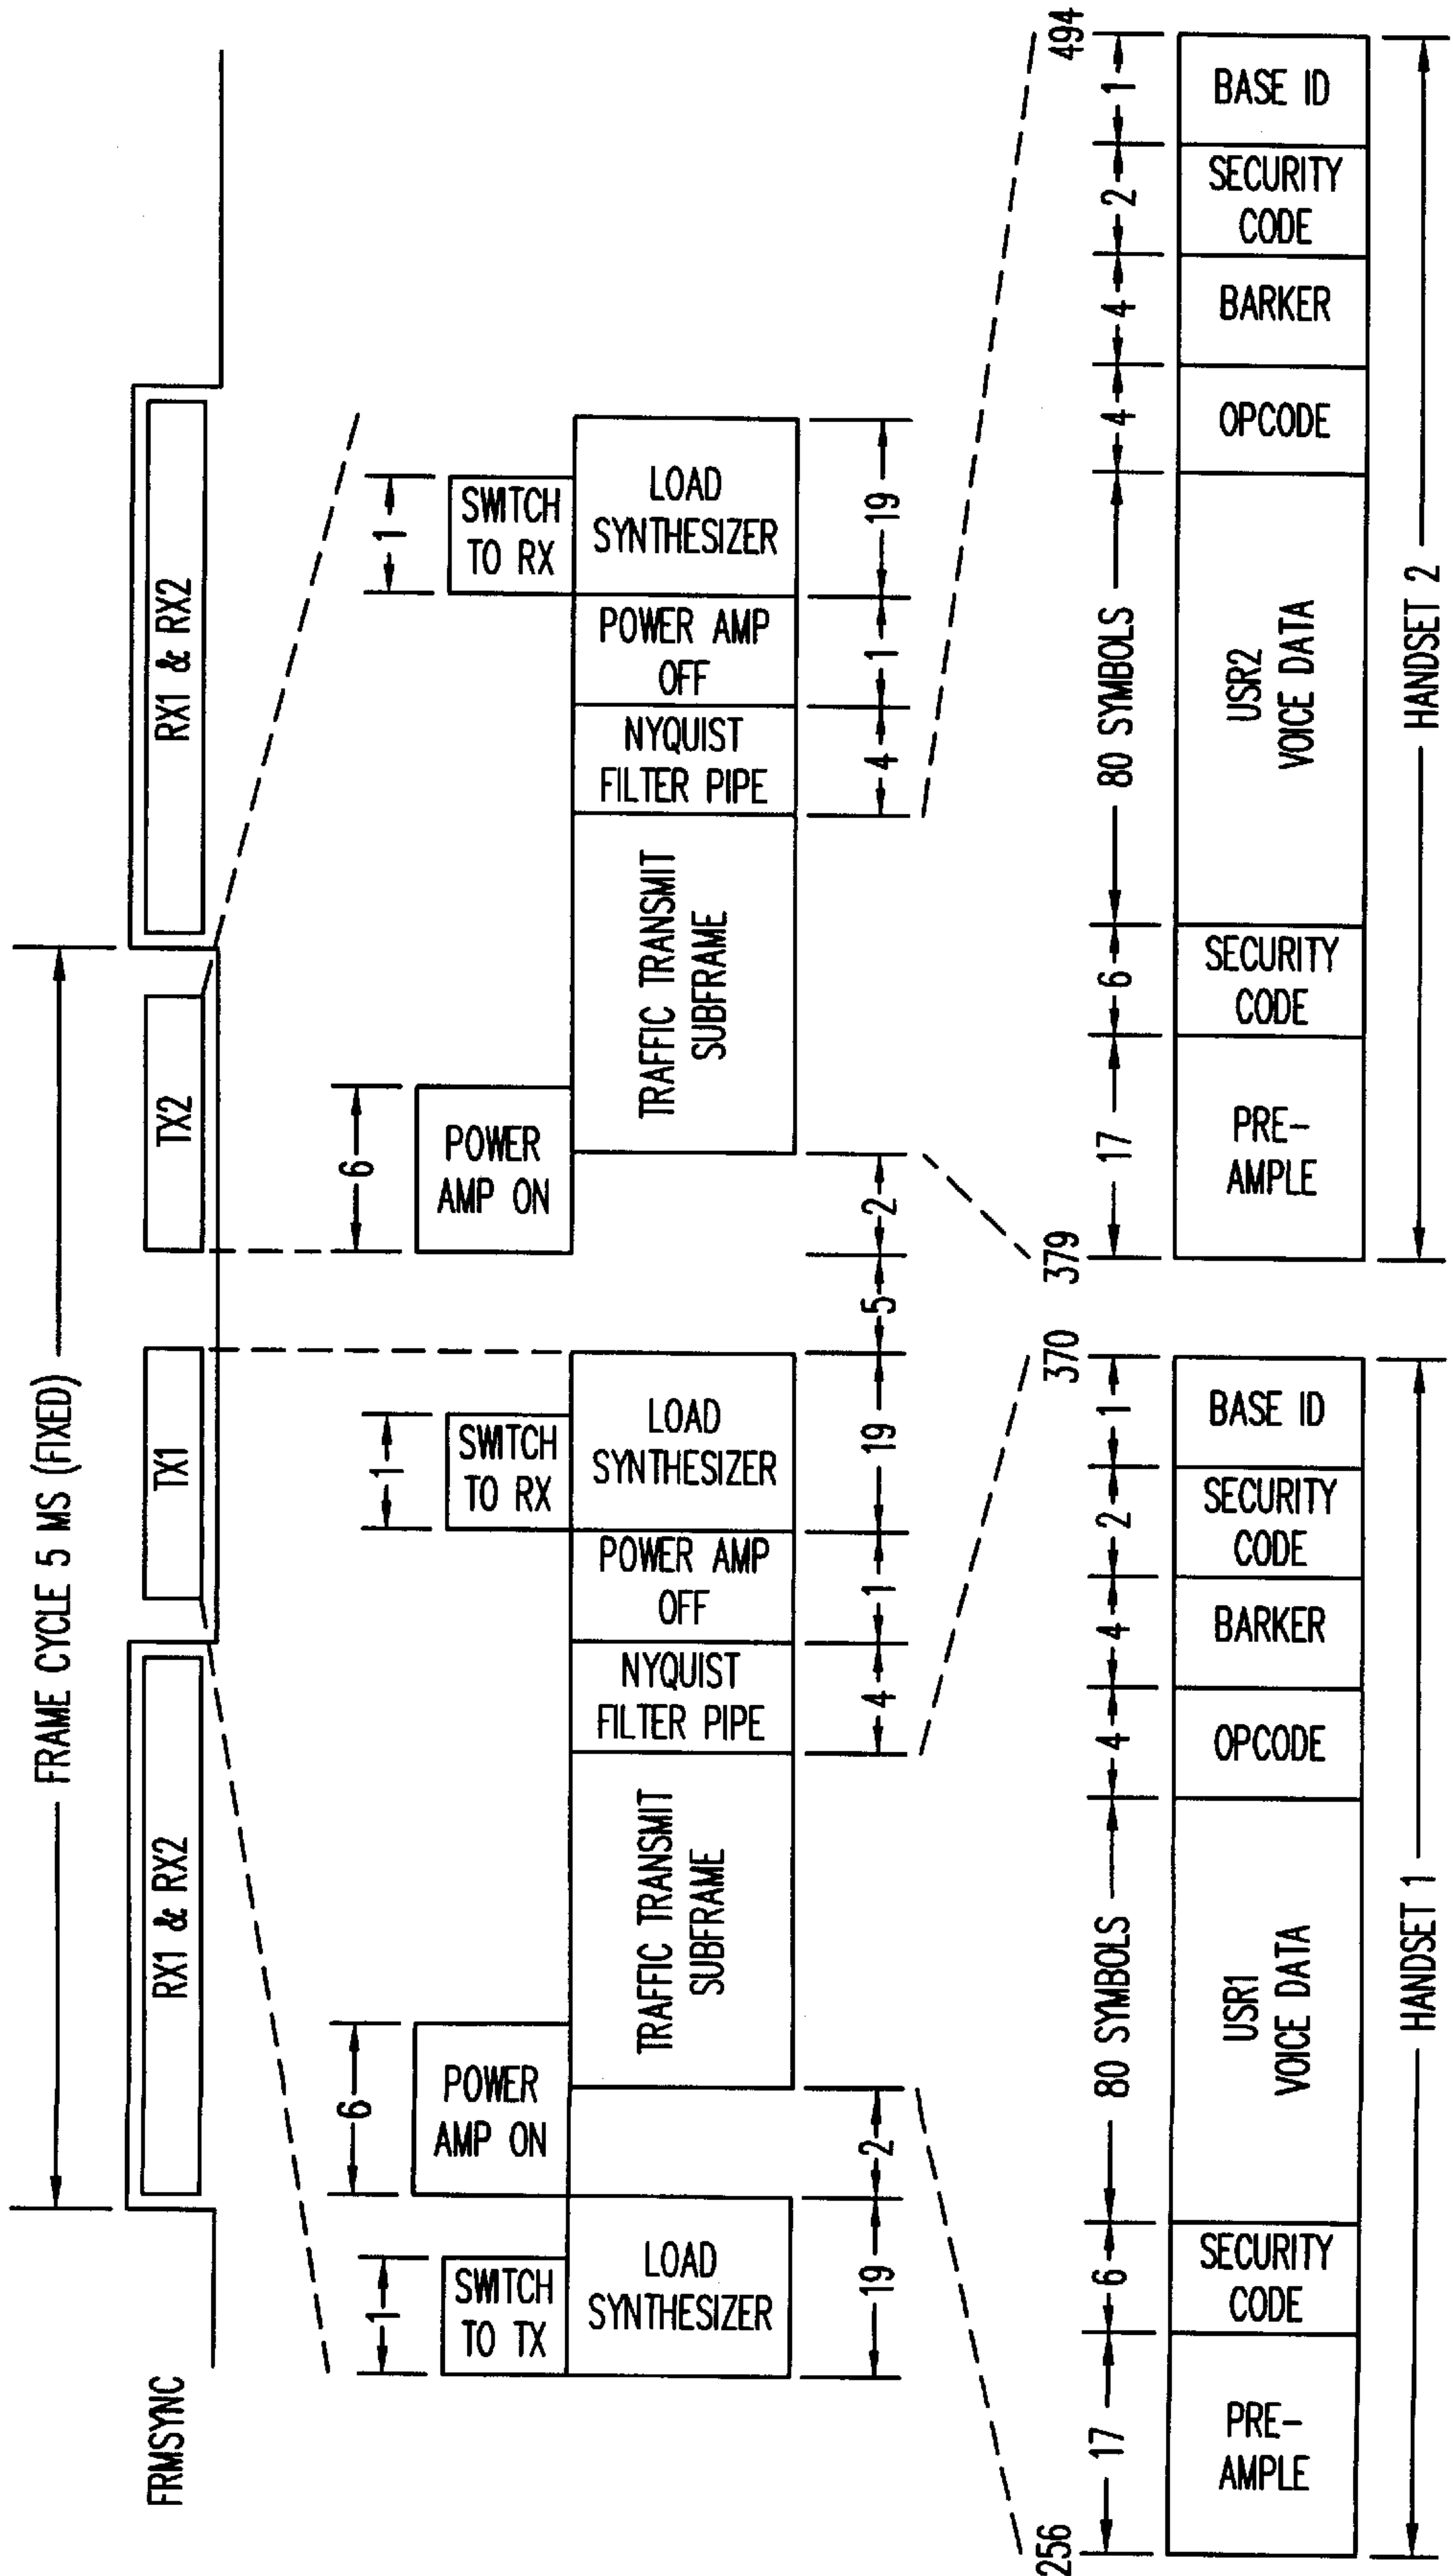 FRAME CYCLE 5 MS (FIXED)
FRMSYNC
RX1 & RX2
TX1
TX2
RX1 & RX2
1
6
1
6
1
SWITCH
TO TX
POWER
AMP ON
SWITCH
TO RX
POWER
AMP ON
SWITCH
TO RX
LOAD
SYNTHESIZER
TRAFFIC TRANSMIT
SUBFRAME
NYQUIST
FILTER PIPE
POWER AMP
OFF
LOAD
SYNTHESIZER
TRAFFIC TRANSMIT
SUBFRAME
NYQUIST
FILTER PIPE
POWER AMP
OFF
LOAD
SYNTHESIZER
19
2
4
1
19
5
2
4
1
19
256
370
379
494
17
6
80 SYMBOLS
4
4
2
1
17
6
80 SYMBOLS
4
4
2
1
PRE-
AMPLE
SECURITY
CODE
USR1
VOICE DATA
OPCODE
BARKER
SECURITY
CODE
BASE ID
PRE-
AMPLE
SECURITY
CODE
USR2
VOICE DATA
OPCODE
BARKER
SECURITY
CODE
BASE ID
HANDSET 1
HANDSET 2